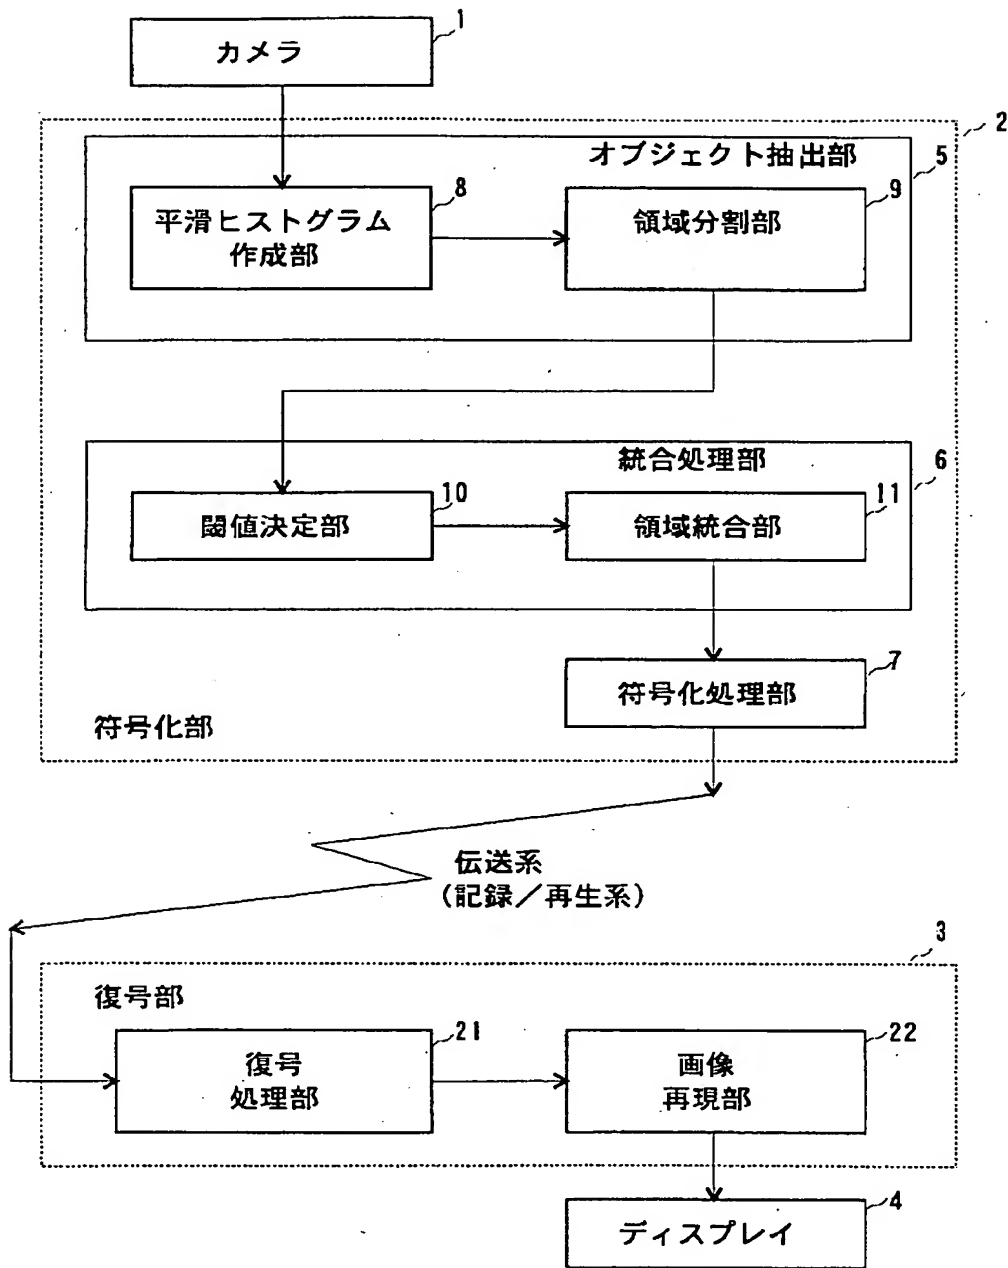 カメラ
1
2
オブジェクト抽出部
5
平滑ヒストグラム
作成部
8
領域分割部
9
統合処理部
6
閾値決定部
10
領域統合部
11
符号化処理部
7
符号化部
伝送系
(記録／再生系)
3
復号部
復号
処理部
21
画像
再現部
22
ディスプレイ
4